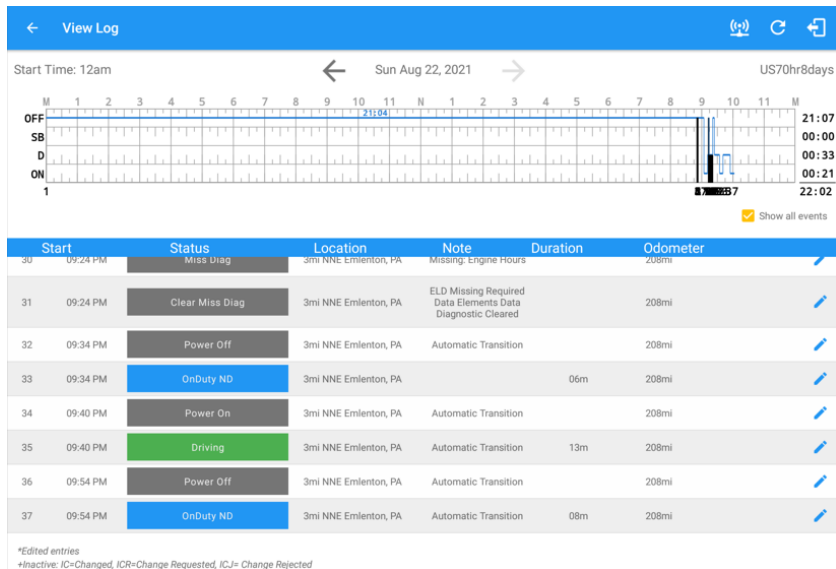 View Log
Start Time: 12am Sun Aug 22, 2021 US70hr8days
M 1 2 3 4 5 6 7 8 9 10 11 N 1 2 3 4 5 6 7 8 9 10 11 M
OFF 21:04 21:07
SB 00:00
D 00:33
ON 00:21
1 37 22:02
Show all events
Start Status Location Note Duration Odometer
30 09:24 PM Miss Diag 3mi NNE Emlenton, PA Missing: Engine Hours 208mi
31 09:24 PM Clear Miss Diag 3mi NNE Emlenton, PA ELD Missing Required Data Elements Data Diagnostic Cleared 208mi
32 09:34 PM Power Off 3mi NNE Emlenton, PA Automatic Transition 208mi
33 09:34 PM OnDuty ND 3mi NNE Emlenton, PA 06m 208mi
34 09:40 PM Power On 3mi NNE Emlenton, PA Automatic Transition 208mi
35 09:40 PM Driving 3mi NNE Emlenton, PA Automatic Transition 13m 208mi
36 09:54 PM Power Off 3mi NNE Emlenton, PA Automatic Transition 208mi
37 09:54 PM OnDuty ND 3mi NNE Emlenton, PA Automatic Transition 08m 208mi
*Edited entries
+Inactive: IC=Changed, ICR=Change Requested, ICJ= Change Rejected